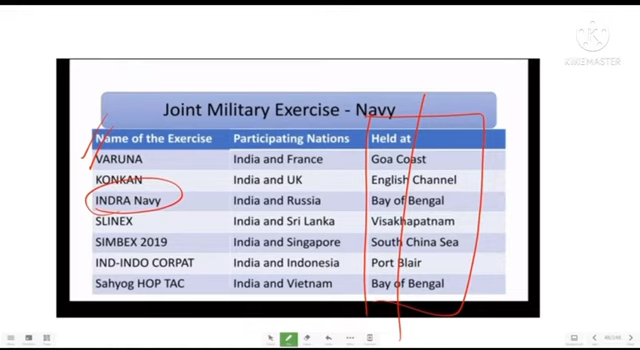 KINEMASTER
Joint Military Exercise - Navy
Name of the Exercise Participating Nations Held at
VARUNA India and France Goa Coast
KONKAN India and UK English Channel
INDRA Navy India and Russia Bay of Bengal
SLINEX India and Sri Lanka Visakhapatnam
SIMBEX 2019 India and Singapore South China Sea
IND-INDO CORPAT India and Indonesia Port Blair
Sahyog HOP TAC India and Vietnam Bay of Bengal